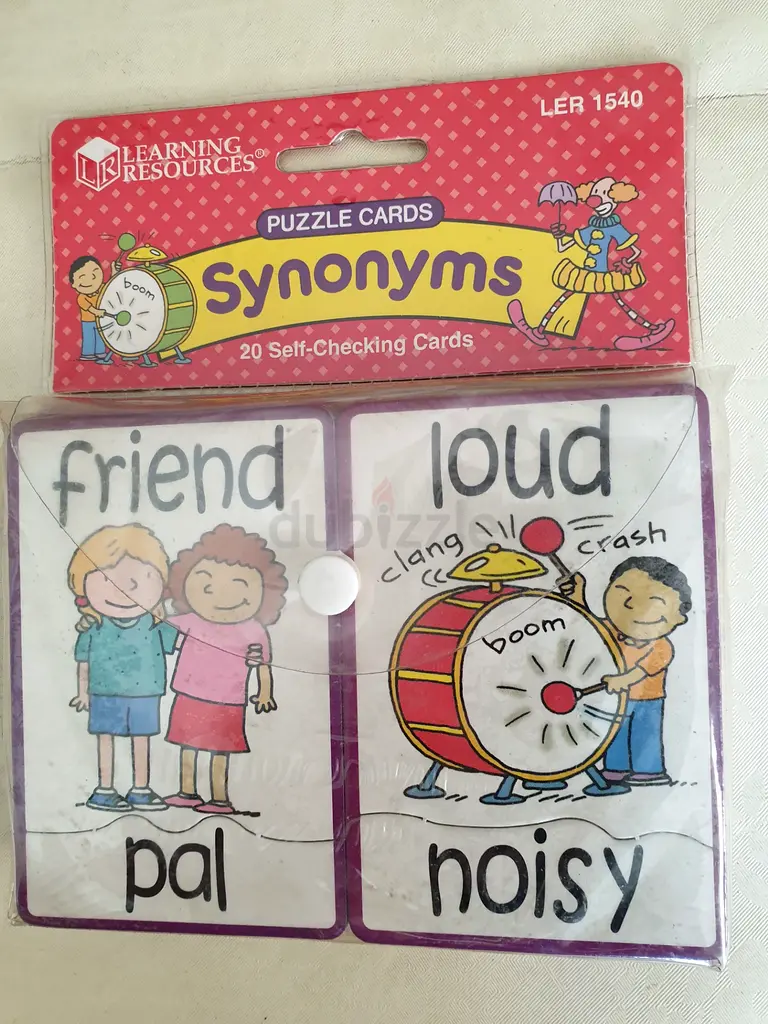 LER 1540
LEARNING
RESOURCES®
LR
PUZZLE CARDS
Synonyms
boom
20 Self-Checking Cards
friend
loud
dubizzle
clang
crash
boom
pal
noisy